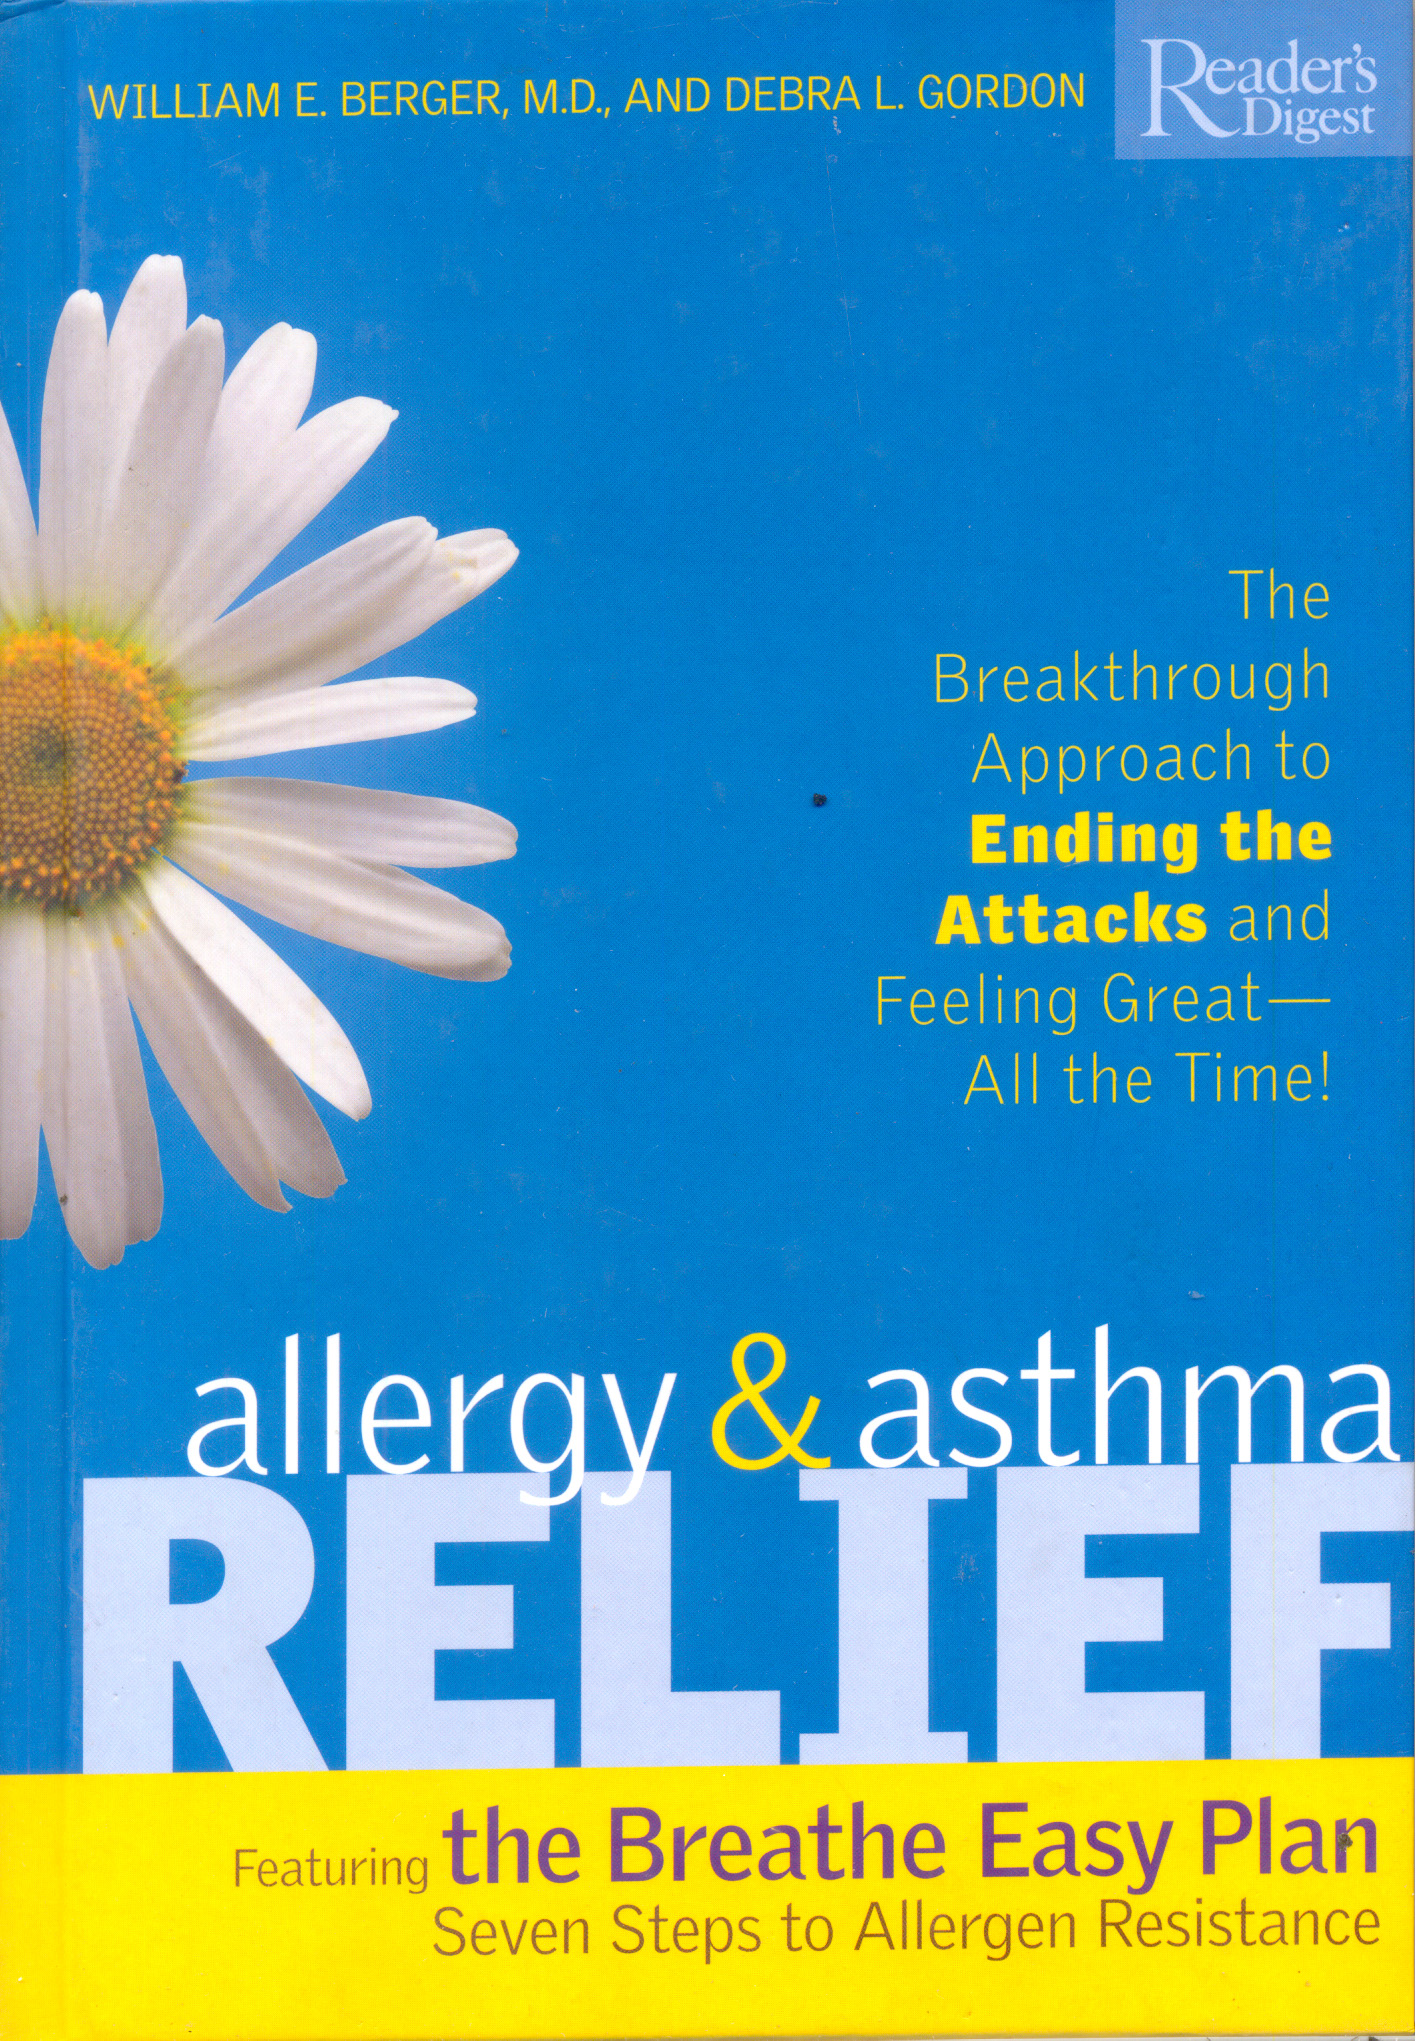 WILLIAM E. BERGER, M.D., AND DEBRA L. GORDON
Reader's
Digest
The
Breakthrough
Approach to
Ending the
Attacks and
Feeling Great—
All the Time!
allergy & asthma
RELIEF
Featuring the Breathe Easy Plan
Seven Steps to Allergen Resistance